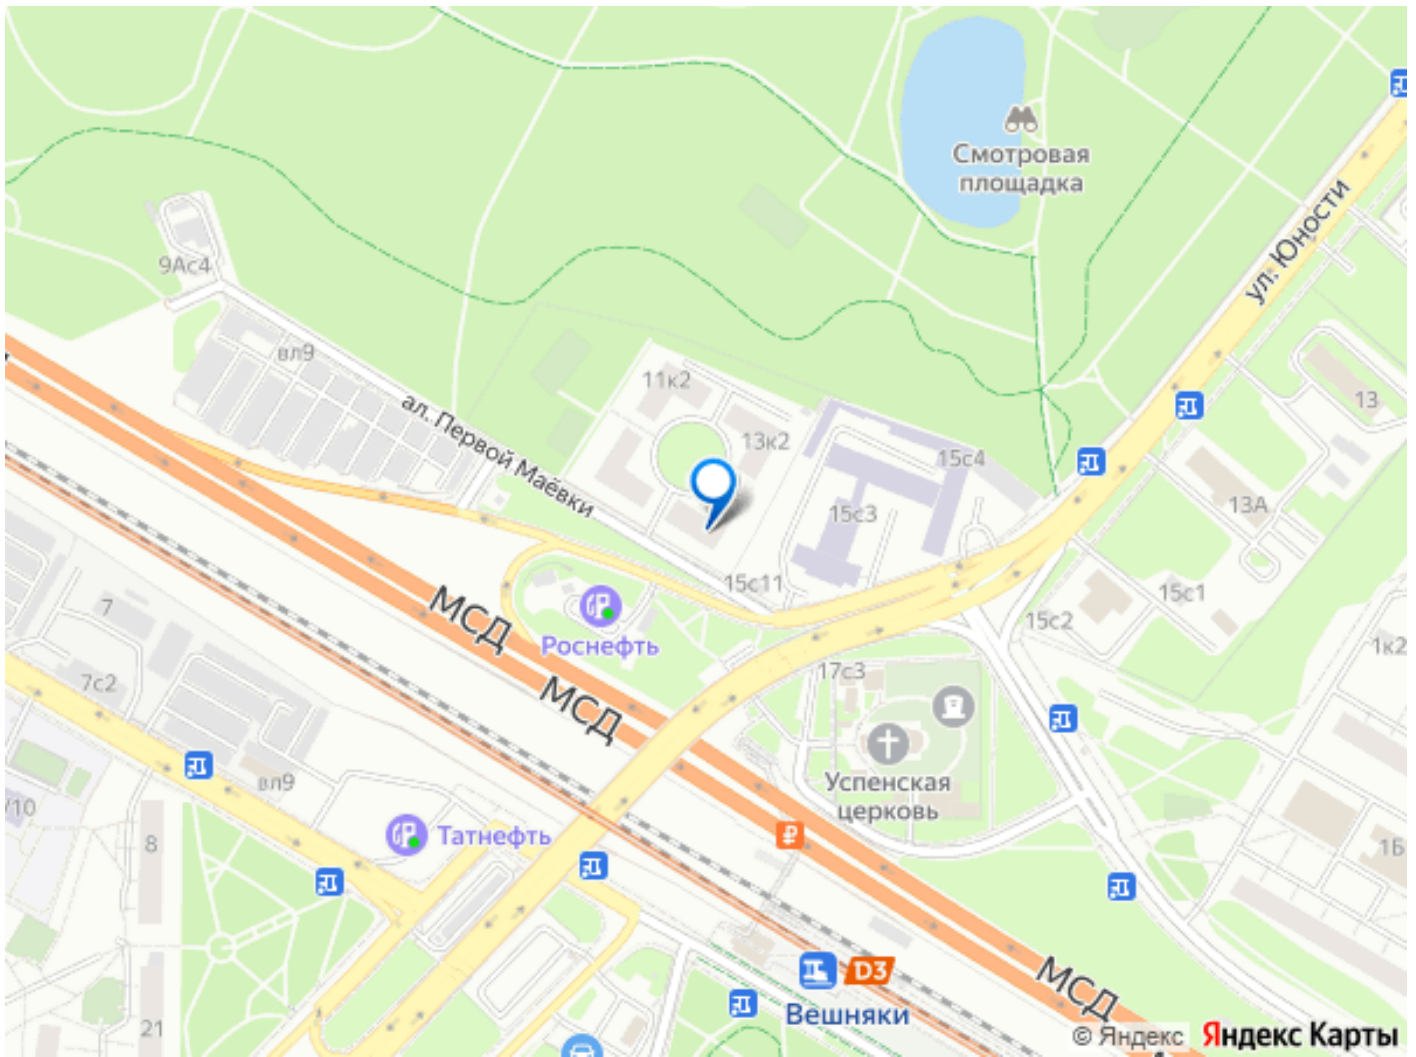 Смотровая
площадка
ул. Юности
9Ас4
вл9
11к2
ал. Первой Маёвки
13к2
13
15с4
13А
15с3
15с11
15с1
7
МСД
15с2
Роснефть
1к2
17с3
7с2
МСД
Успенская
церковь
вл9
/10
8
Татнефть
₽
1Б
D3
МСД
Вешняки
21
© Яндекс Яндекс Карты